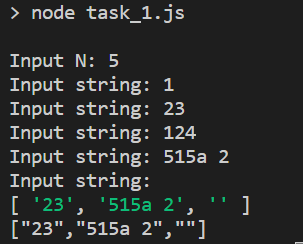 > node task_1.js
Input N: 5
Input string: 1
Input string: 23
Input string: 124
Input string: 515a 2
Input string:
[ '23', '515a 2', '' ]
["23","515a 2",""]